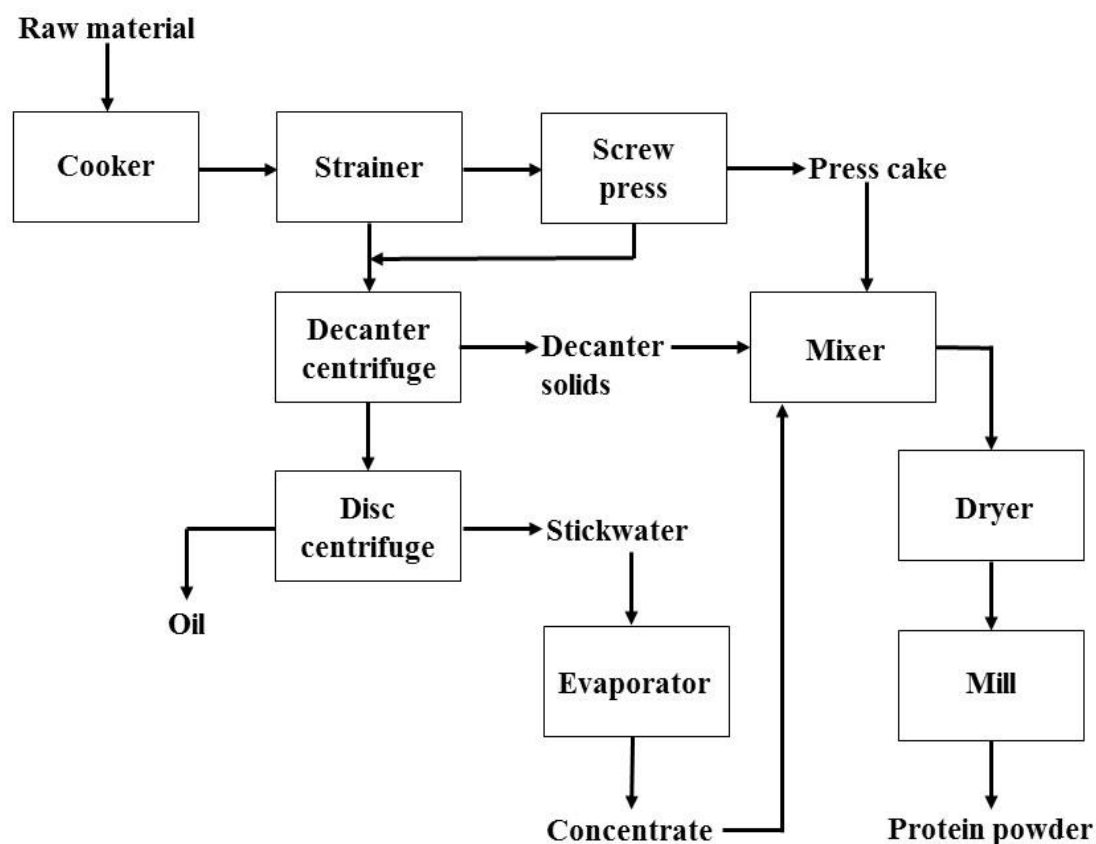 Raw material
Cooker
Strainer
Screw
press
Press cake
Decanter
centrifuge
Decanter
solids
Mixer
Disc
centrifuge
Stickwater
Dryer
Oil
Evaporator
Mill
Concentrate
Protein powder